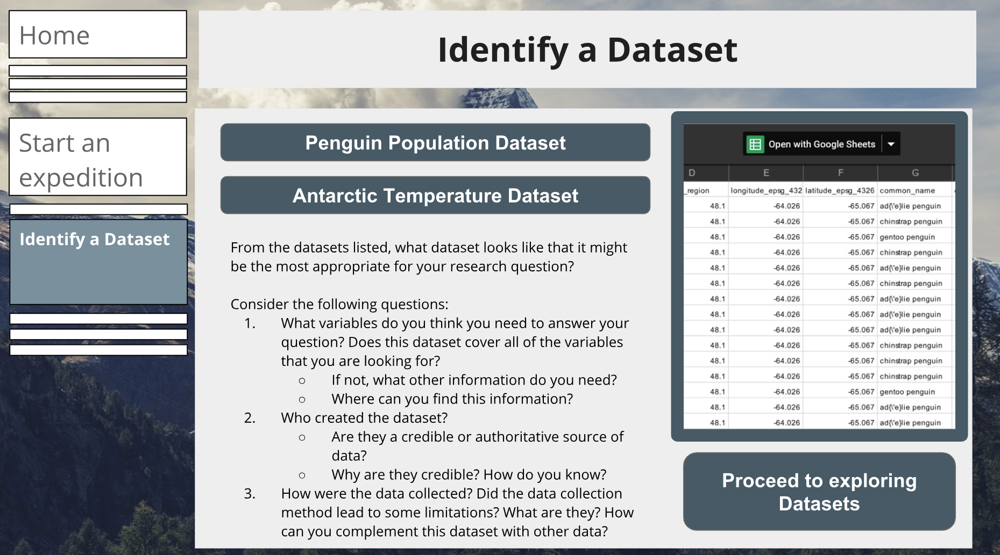 Home
Start an
expedition
Identify a Dataset
Identify a Dataset
Penguin Population Dataset
Antarctic Temperature Dataset
From the datasets listed, what dataset looks like that it might
be the most appropriate for your research question?
Consider the following questions:
1. What variables do you think you need to answer your
question? Does this dataset cover all of the variables
that you are looking for?
○ If not, what other information do you need?
○ Where can you find this information?
2. Who created the dataset?
○ Are they a credible or authoritative source of
data?
○ Why are they credible? How do you know?
3. How were the data collected? Did the data collection
method lead to some limitations? What are they? How
can you complement this dataset with other data?
Open with Google Sheets
D E F G
_region longitude_epsg_432 latitude_epsg_4326 common_name
48.1 -64.026 -65.067 ad{\'e}lie penguin
48.1 -64.026 -65.067 chinstrap penguin
48.1 -64.026 -65.067 gentoo penguin
48.1 -64.026 -65.067 chinstrap penguin
48.1 -64.026 -65.067 ad{\'e}lie penguin
48.1 -64.026 -65.067 chinstrap penguin
48.1 -64.026 -65.067 ad{\'e}lie penguin
48.1 -64.026 -65.067 ad{\'e}lie penguin
48.1 -64.026 -65.067 ad{\'e}lie penguin
48.1 -64.026 -65.067 chinstrap penguin
48.1 -64.026 -65.067 chinstrap penguin
48.1 -64.026 -65.067 chinstrap penguin
48.1 -64.026 -65.067 gentoo penguin
48.1 -64.026 -65.067 ad{\'e}lie penguin
48.1 -64.026 -65.067 ad{\'e}lie penguin
Proceed to exploring
Datasets